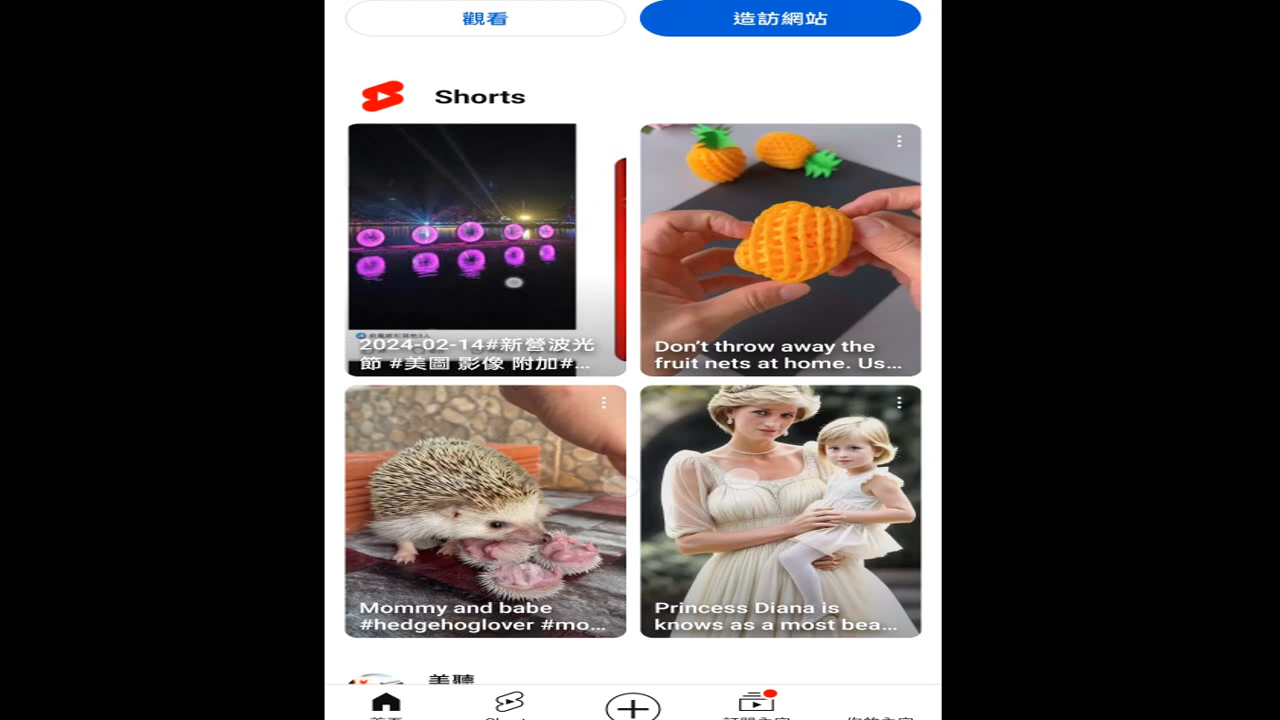 觀看
造訪網站
Shorts
2024-02-14#新營波光
節 #美圖 影像 附加#...
Don't throw away the
fruit nets at home. Us...
Mommy and babe
#hedgehoglover #mo...
Princess Diana is
knows as a most bea...
美聽